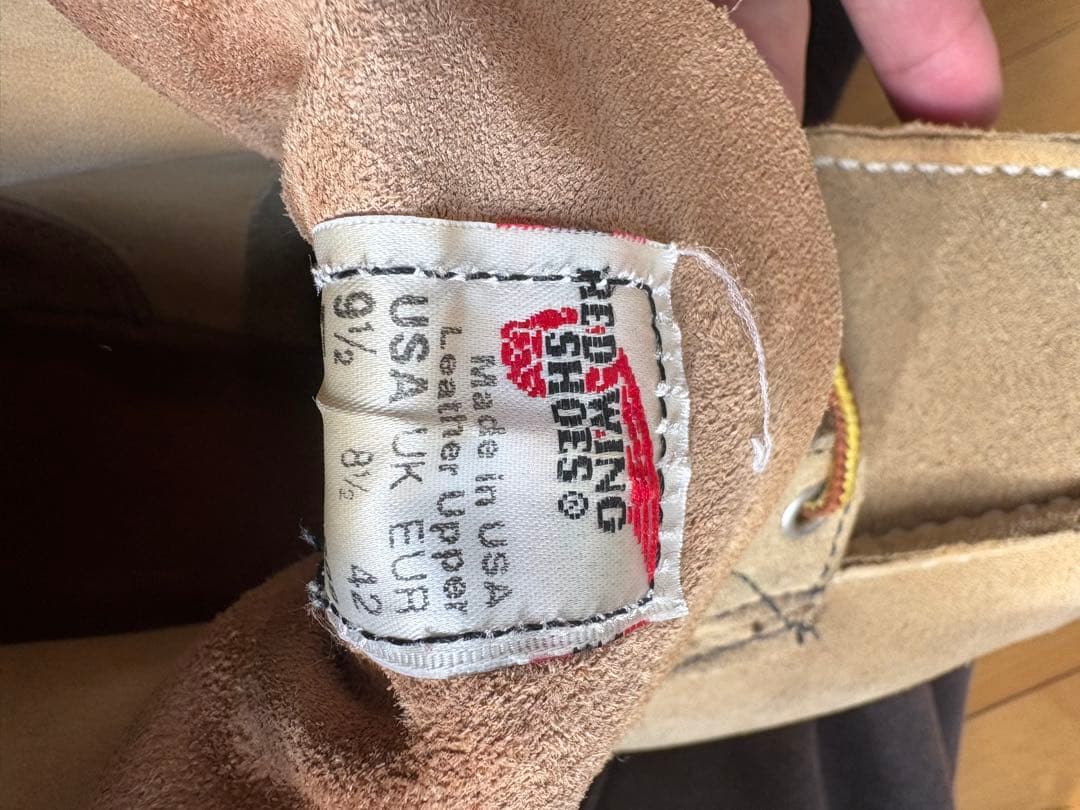 RED WING
SHOES®
Made in USA
Leather Upper
USA UK EUR
9½ 8½ 42